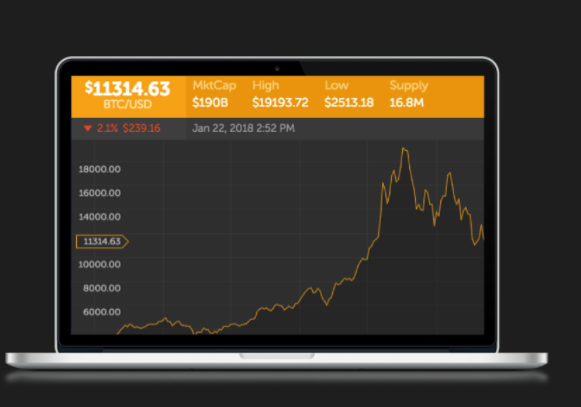 $11314.63
BTC/USD
MktCap High Low Supply
$190B $19193.72 $2513.18 16.8M
▼ 2.1% $239.16 Jan 22, 2018 2:52 PM
18000.00
16000.00
14000.00
11314.63
10000.00
8000.00
6000.00